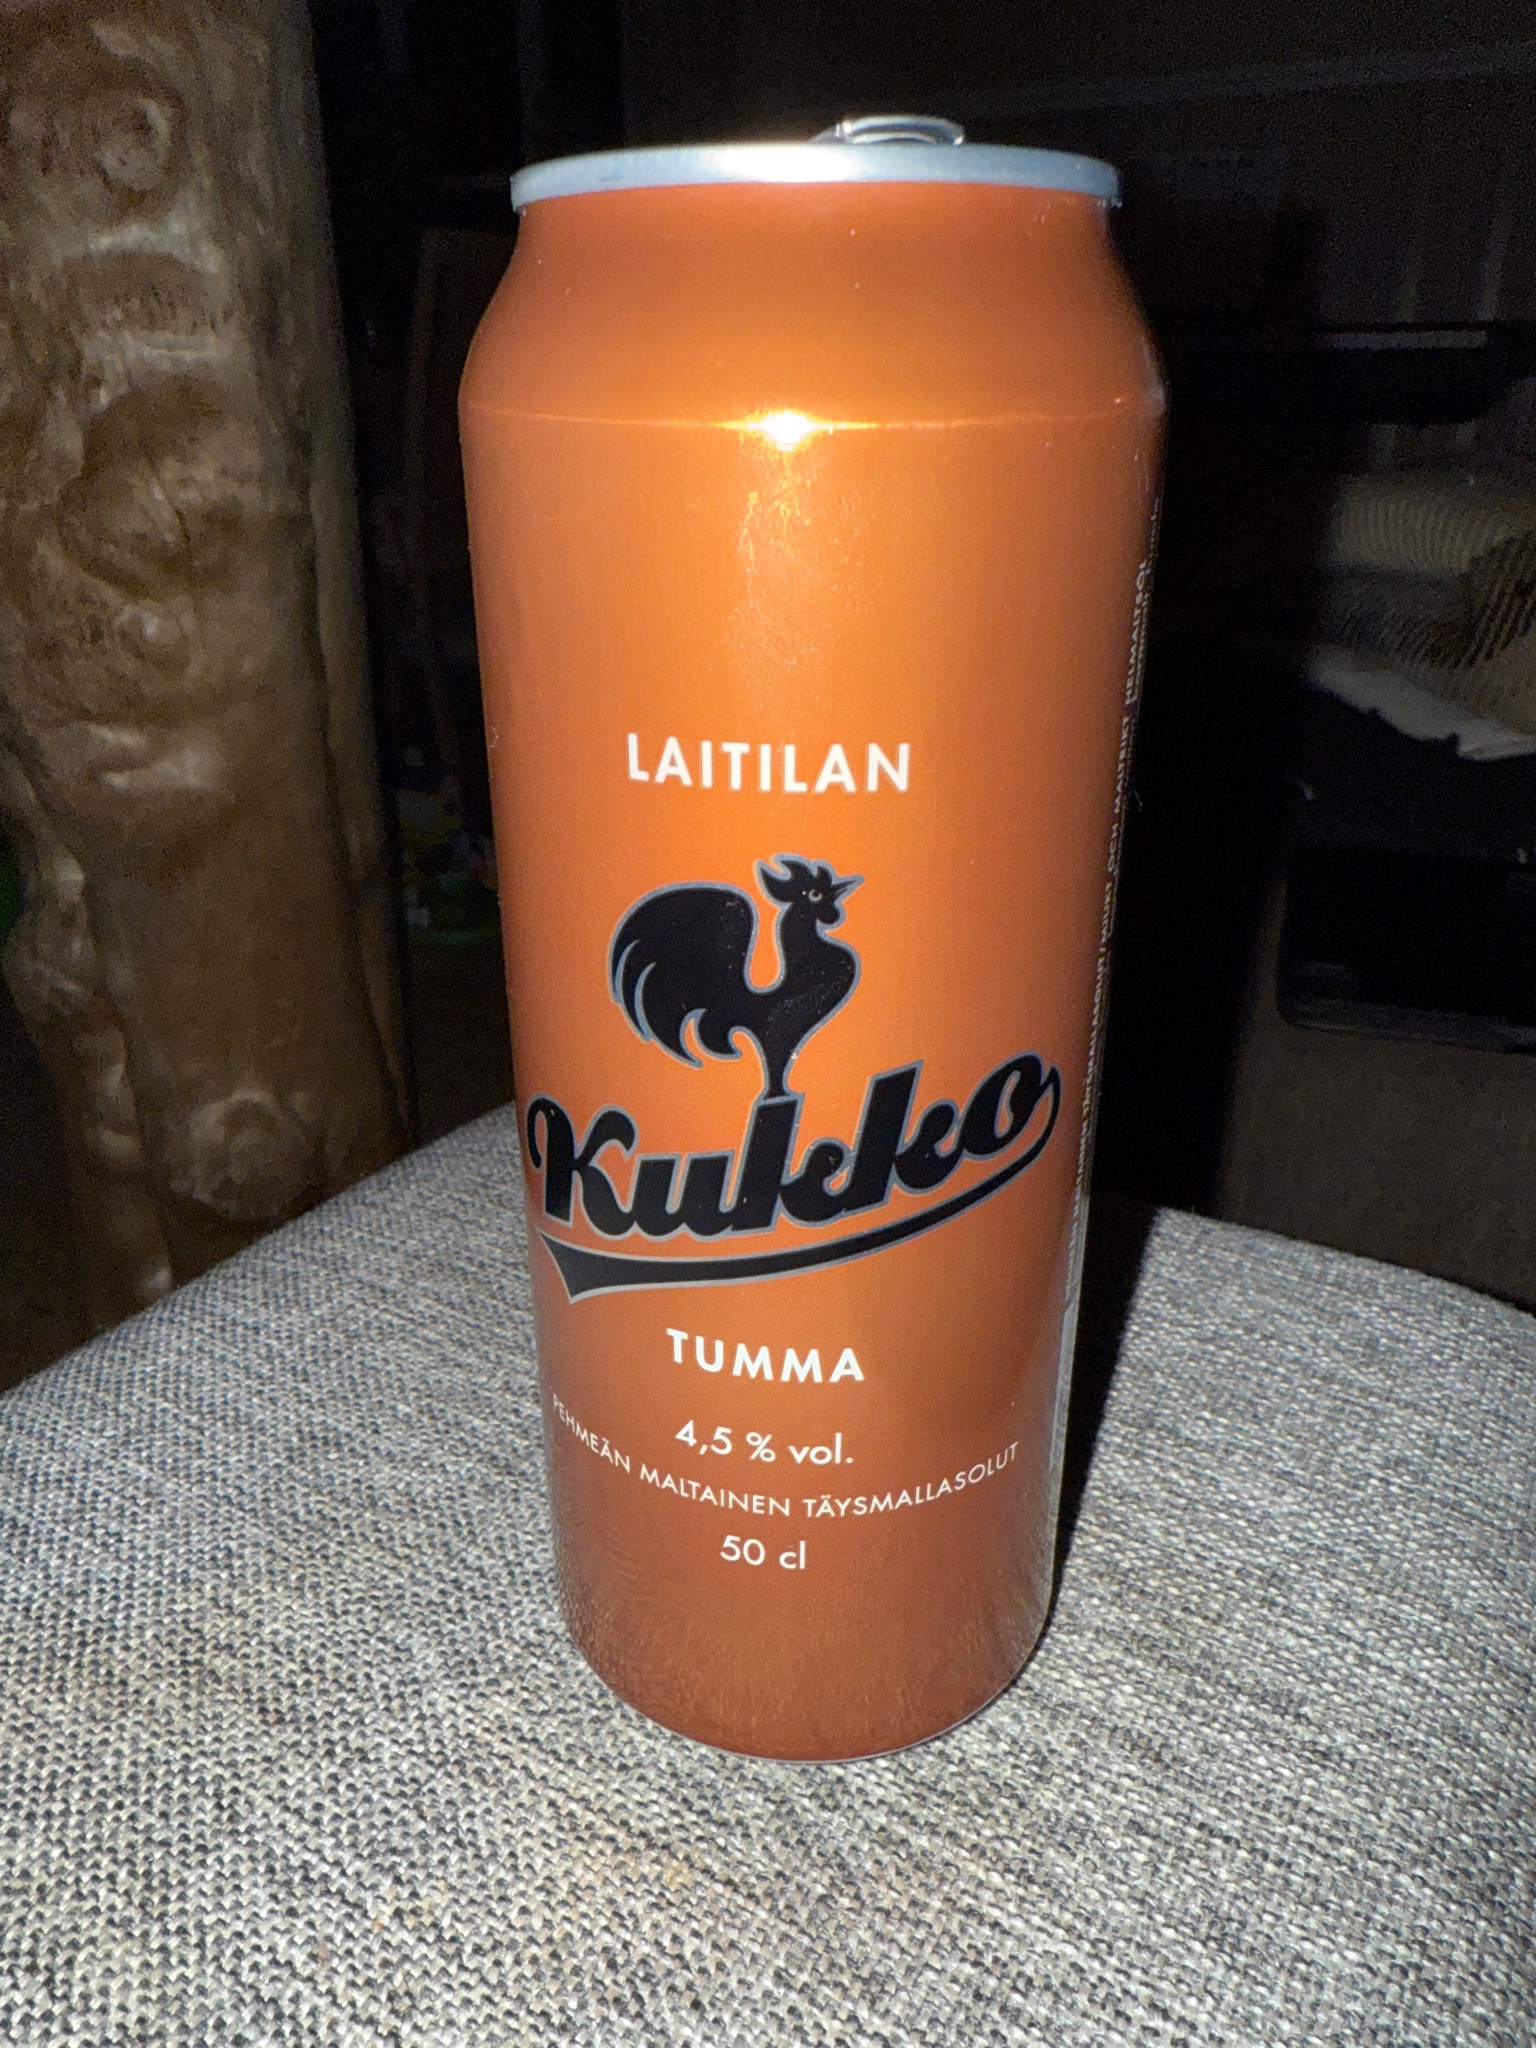 LAITILAN
Kukko
TUMMA
4,5 % vol.
PEHMEÄN MALTAINEN TÄYSMALLASOLUT
50 cl